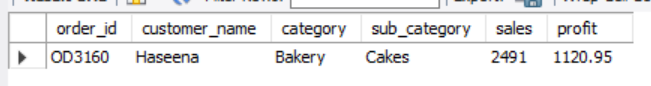 order_id customer_name category sub_category sales profit
OD3160 Haseena Bakery Cakes 2491 1120.95